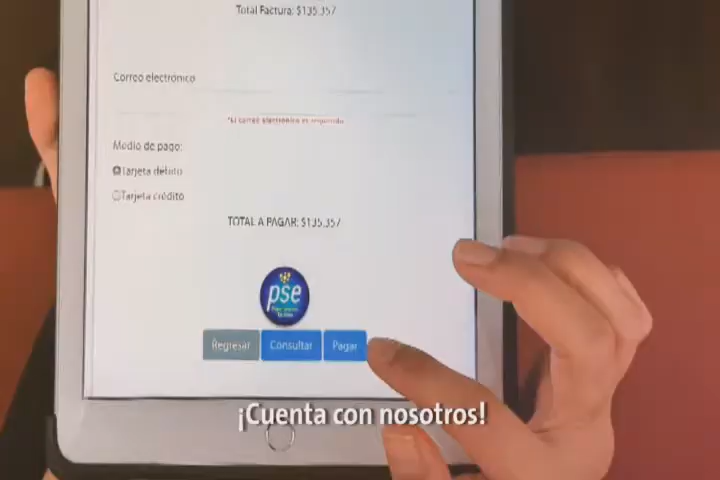 Total Factura: $135.357
Correo electrónico
*El correo electrónico es requerido
Medio de pago:
Tarjeta débito
Tarjeta crédito
TOTAL A PAGAR: $135.357
pse
Regresar Consultar Pagar
¡Cuenta con nosotros!